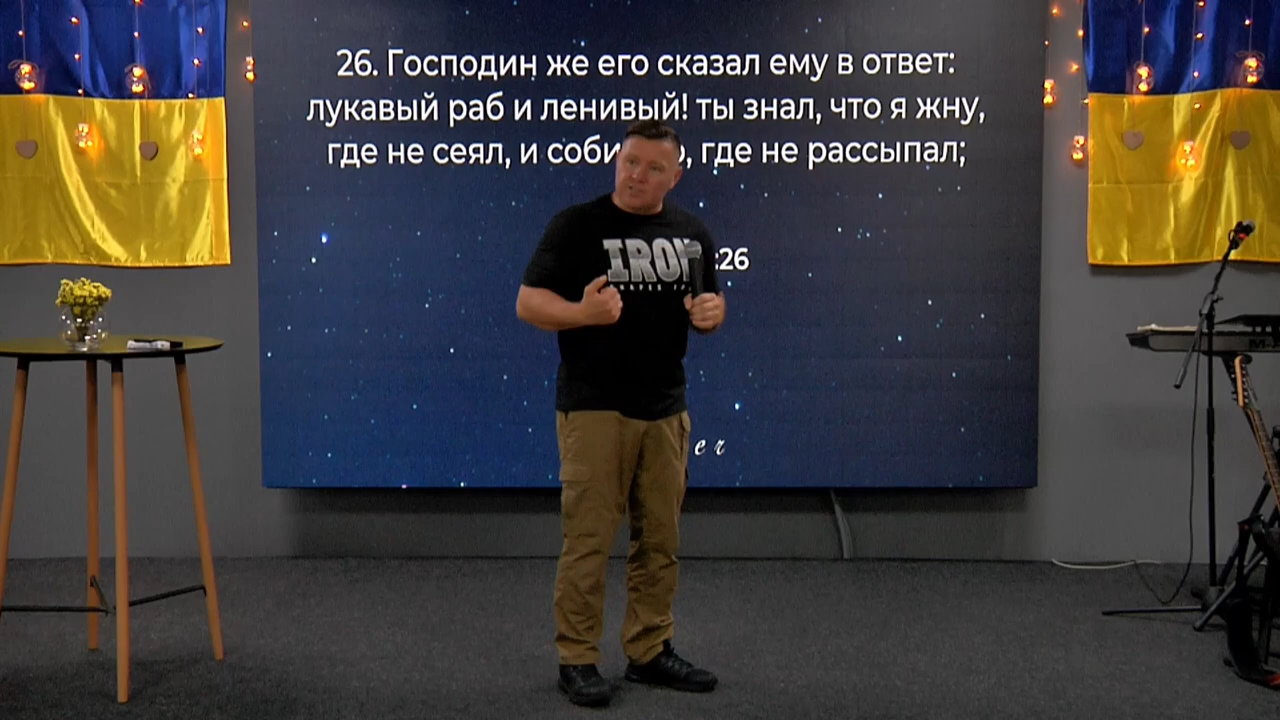 26. Господин же его сказал ему в ответ:
лукавый раб и ленивый! ты знал, что я жну,
где не сеял, и соби о, где не рассыпал;
:26
IRON
er